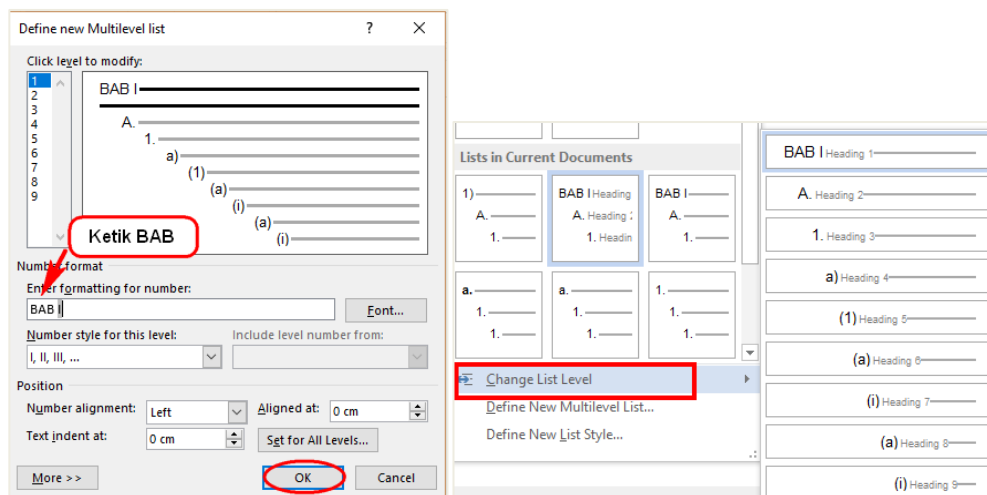 Define new Multilevel list ? ×
Click level to modify:
1
2
3
4
5
6
7
8
9
BAB I
A.
1.
a)
(1)
(a)
(i)
(a)
(i)
Ketik BAB
Number format
Enter formatting for number:
BAB I
Font...
Number style for this level:
Include level number from:
I, II, III, ...
Position
Number alignment:
Left
Aligned at:
0 cm
Text indent at:
0 cm
Set for All Levels...
More >>
OK
Cancel
Lists in Current Documents
1)
A.
1.
BAB I Heading
A. Heading 2
1. Headin
BAB I
A.
1.
a.
1.
1.
a.
1.
1.
1.
1.
1.
Change List Level
Define New Multilevel List...
Define New List Style...
BAB I Heading 1
A. Heading 2
1. Heading 3
a) Heading 4
(1) Heading 5
(a) Heading 6
(i) Heading 7
(a) Heading 8
(i) Heading 9